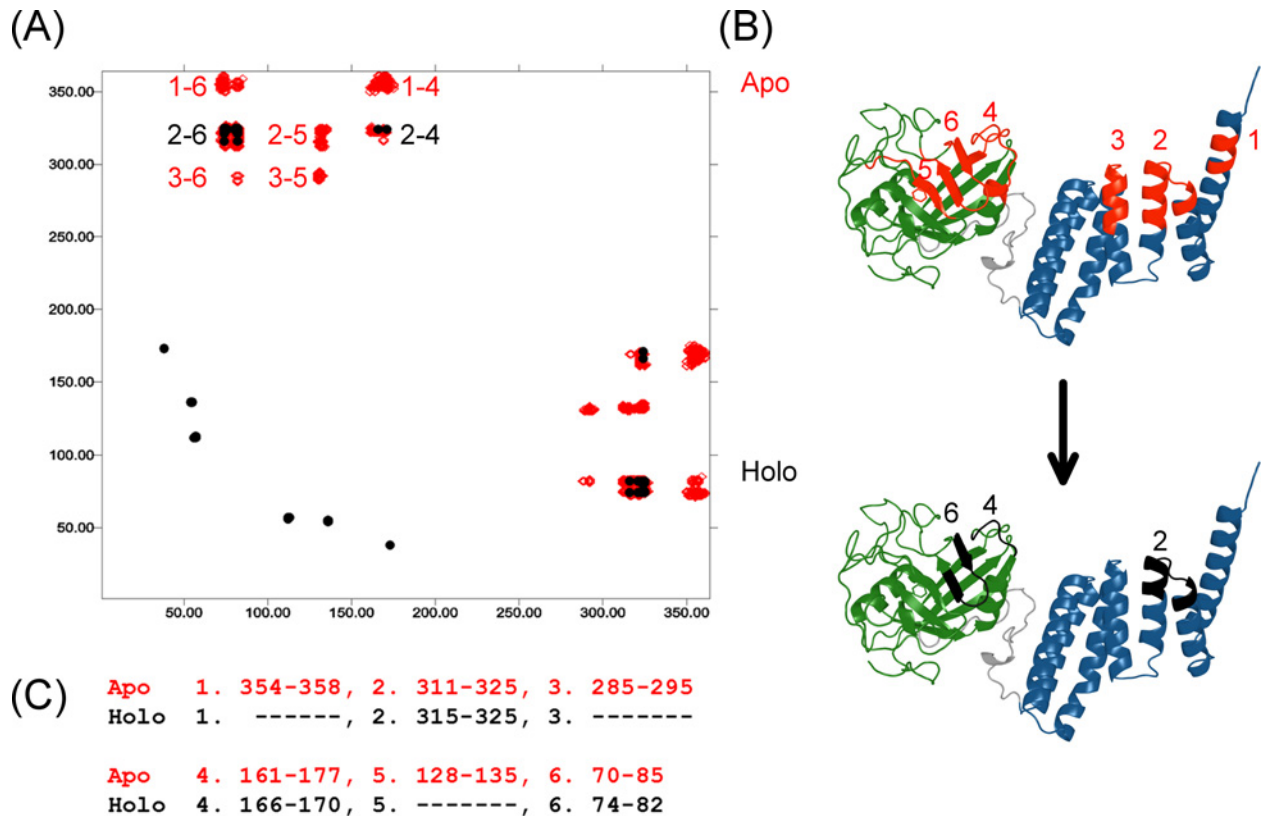 (A)
350.00
300.00
250.00
200.00
150.00
100.00
50.00
1-6
1-4
2-6
2-5
2-4
3-6
3-5
50.00 100.00 150.00 200.00 250.00 300.00 350.00
(B)
Apo
6 4
5
3 2 1
Holo
6 4
2
(C)
Apo 1. 354-358, 2. 311-325, 3. 285-295
Holo 1. ------, 2. 315-325, 3. -------
Apo 4. 161-177, 5. 128-135, 6. 70-85
Holo 4. 166-170, 5. -------, 6. 74-82